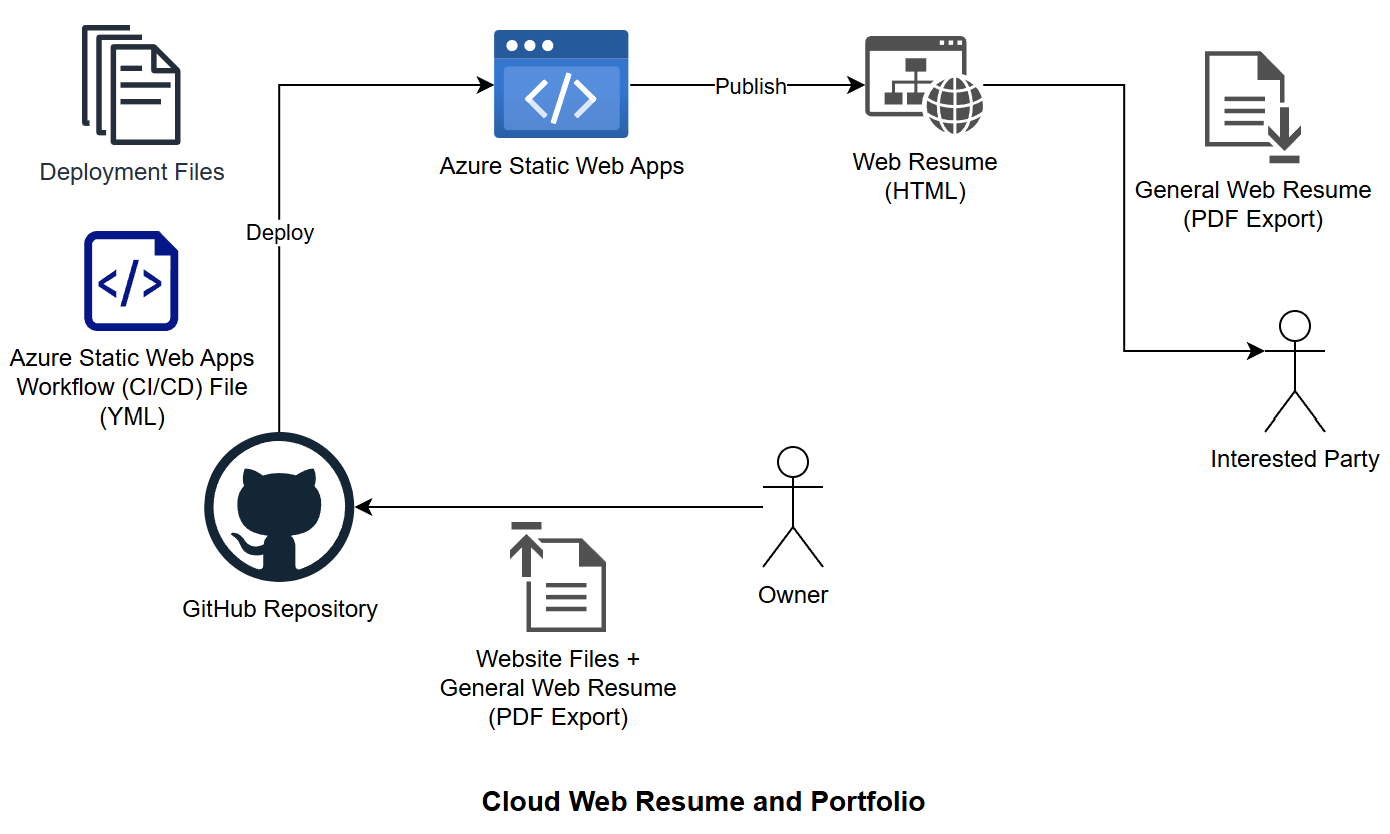 Deployment Files
Azure Static Web Apps
Publish
Web Resume
(HTML)
General Web Resume
(PDF Export)
Deploy
Azure Static Web Apps
Workflow (CI/CD) File
(YML)
Interested Party
GitHub Repository
Owner
Website Files +
General Web Resume
(PDF Export)
Cloud Web Resume and Portfolio